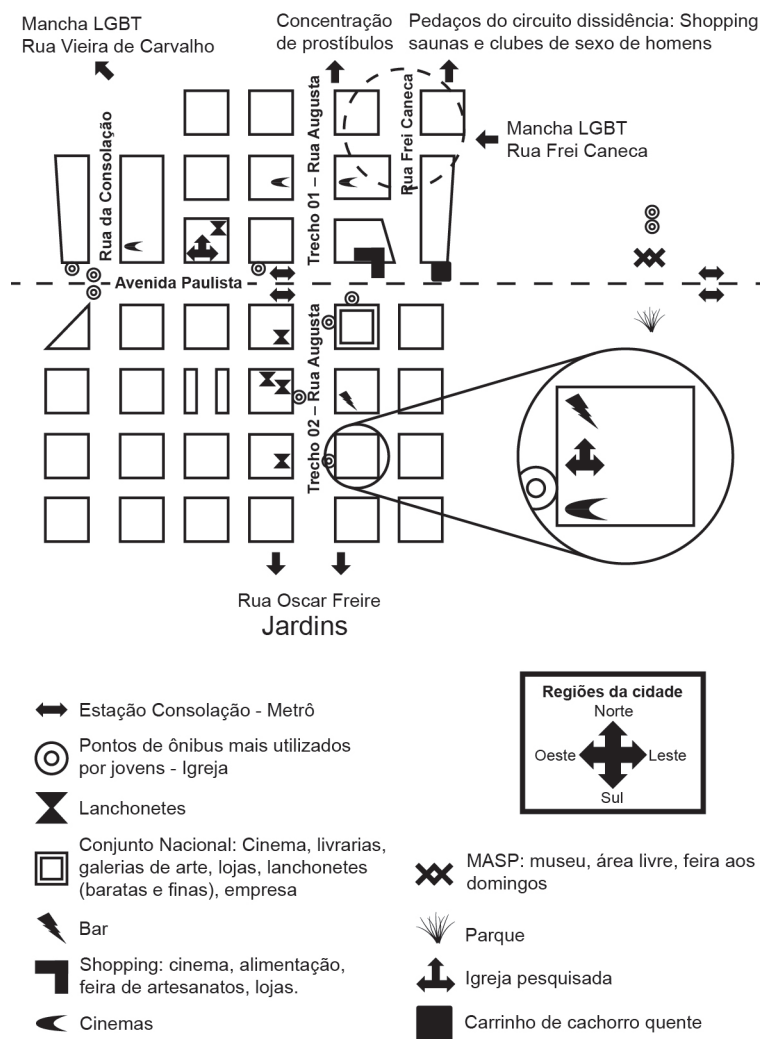 Mancha LGBT
Rua Vieira de Carvalho
Concentração
de prostíbulos
Pedaços do circuito dissidência: Shopping
saunas e clubes de sexo de homens
Rua da Consolação
Trecho 01 – Rua Augusta
Rua Frei Caneca
Mancha LGBT
Rua Frei Caneca
Avenida Paulista
Trecho 02 – Rua Augusta
Rua Oscar Freire
Jardins
Estação Consolação - Metrô
Pontos de ônibus mais utilizados
por jovens - Igreja
Lanchonetes
Conjunto Nacional: Cinema, livrarias,
galerias de arte, lojas, lanchonetes
(baratas e finas), empresa
Bar
Shopping: cinema, alimentação,
feira de artesanatos, lojas.
Cinemas
Regiões da cidade
Norte
Oeste
Leste
Sul
MASP: museu, área livre, feira aos
domingos
Parque
Igreja pesquisada
Carrinho de cachorro quente